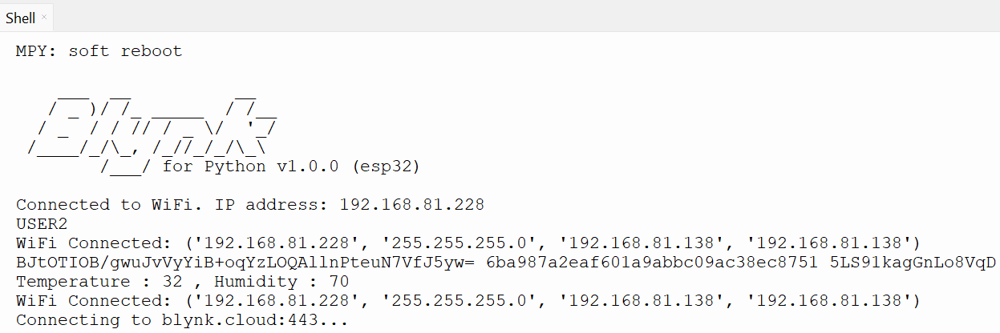 Shell
MPY: soft reboot
    ___  __          __
   / _ )/ /_ _____  / /__
  / _  / / // / _ \/  '_/
 /____/_/\_, /_//_/_/\_\
        /___/ for Python v1.0.0 (esp32)
Connected to WiFi. IP address: 192.168.81.228
USER2
WiFi Connected: ('192.168.81.228', '255.255.255.0', '192.168.81.138', '192.168.81.138')
BJtOTIOB/gwuJvVyYiB+oqYzLOQAllnPteuN7VfJ5yw= 6ba987a2eaf601a9abbc09ac38ec8751 5LS91kagGnLo8VqD
Temperature : 32 , Humidity : 70
WiFi Connected: ('192.168.81.228', '255.255.255.0', '192.168.81.138', '192.168.81.138')
Connecting to blynk.cloud:443...